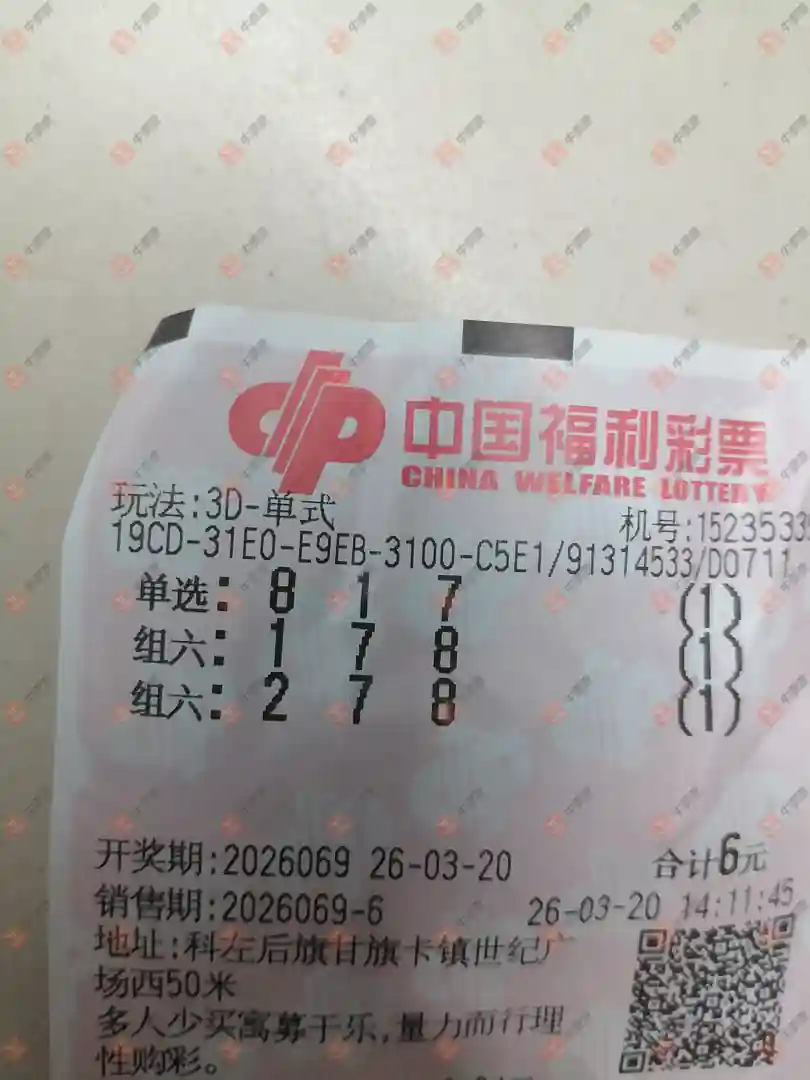 中国福利彩票
CHINA WELFARE LOTTERY
玩法:3D-单式
机号:15235333
19CD-31E0-E9EB-3100-C5E1/91314533/D0711
单选: 8 1 7 (1)
组六: 1 7 8 (1)
组六: 2 7 8 (1)
开奖期:2026069 26-03-20 合计6元
销售期:2026069-6 26-03-20 14:11:45
地址:科左后旗甘旗卡镇世纪广
场西50米
多人少买寓募于乐,量力而行理
性购彩。